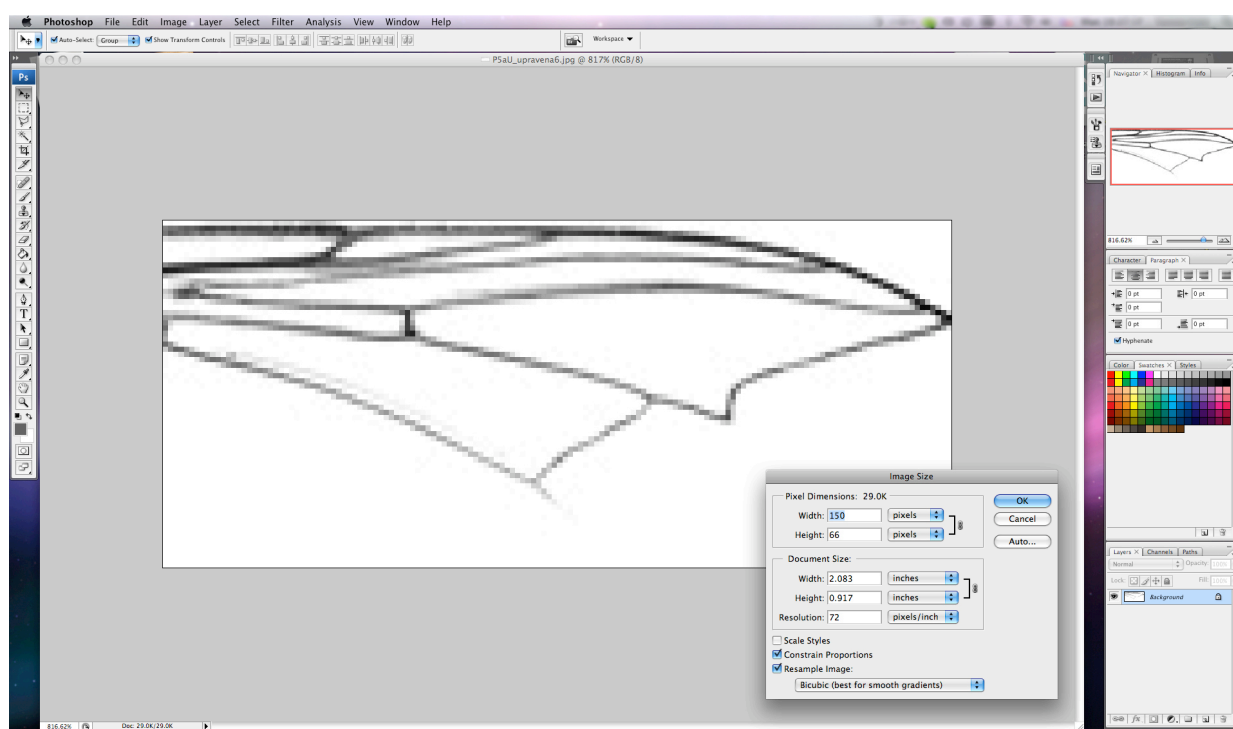 Photoshop File Edit Image Layer Select Filter Analysis View Window Help
Auto-Select: Group Show Transform Controls Workspace
P5aU_upravena6.jpg @ 817% (RGB/8)
Ps
T
Navigator × Histogram Info
816.62%
Character Paragraph ×
0 pt 0 pt
0 pt
0 pt 0 pt
Hyphenate
Color Swatches × Styles
Image Size
Pixel Dimensions: 29.0K
OK
Width: 150 pixels
Cancel
Height: 66 pixels
Auto...
Document Size:
Width: 2.083 inches
Height: 0.917 inches
Resolution: 72 pixels/inch
Scale Styles
Constrain Proportions
Resample Image:
Bicubic (best for smooth gradients)
Layers × Channels Paths
Normal Opacity: 100%
Lock: Fill: 100%
Background
816.62% Doc: 29.0K/29.0K